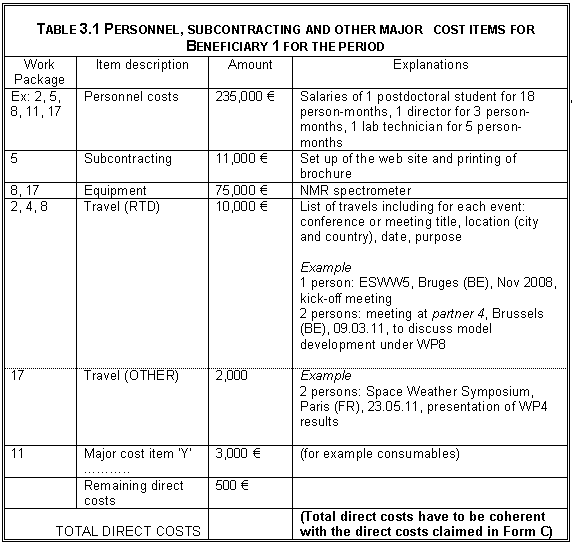 TABLE 3.1 PERSONNEL, SUBCONTRACTING AND OTHER MAJOR COST ITEMS FOR
BENEFICIARY 1 FOR THE PERIOD
Work Package Item description Amount Explanations
Ex: 2, 5, Personnel costs 235,000 € Salaries of 1 postdoctoral student for 18
8, 11, 17 person-months, 1 director for 3 person-
months, 1 lab technician for 5 person-
months
5 Subcontracting 11,000 € Set up of the web site and printing of
brochure
8, 17 Equipment 75,000 € NMR spectrometer
2, 4, 8 Travel (RTD) 10,000 € List of travels including for each event:
conference or meeting title, location (city
and country), date, purpose
Example
1 person: ESWW5, Bruges (BE), Nov 2008,
kick-off meeting
2 persons: meeting at partner 4, Brussels
(BE), 09.03.11, to discuss model
development under WP8
17 Travel (OTHER) 2,000 Example
2 persons: Space Weather Symposium,
Paris (FR), 23.05.11, presentation of WP4
results
11 Major cost item 'Y' 3,000 € (for example consumables)
………..
Remaining direct 500 €
costs
(Total direct costs have to be coherent
TOTAL DIRECT COSTS with the direct costs claimed in Form C)